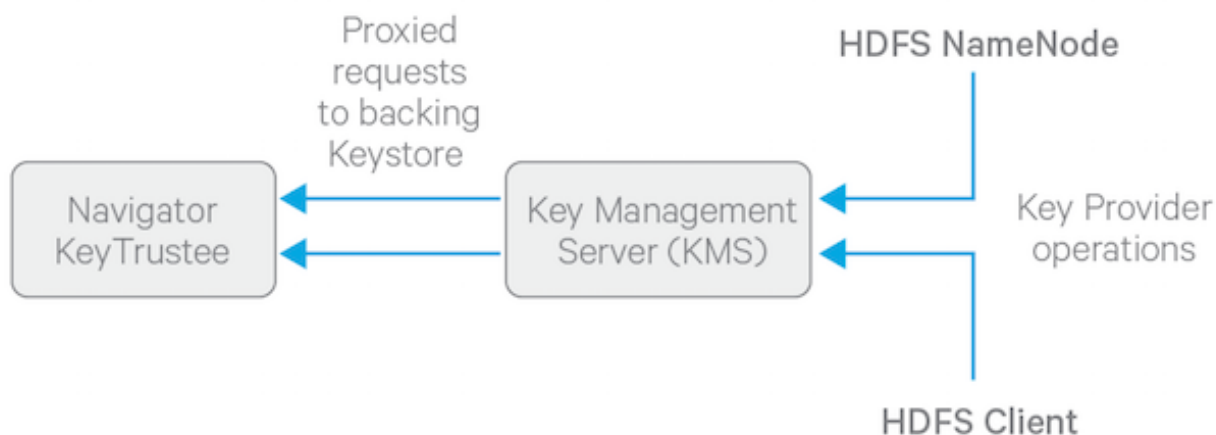 Proxied
requests
to backing
Keystore
HDFS NameNode
Navigator
KeyTrustee
Key Management
Server (KMS)
Key Provider
operations
HDFS Client